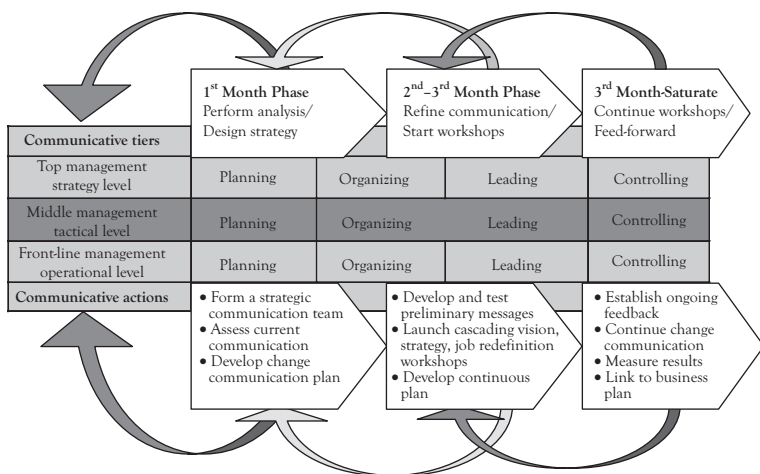 1st Month Phase
Perform analysis/
Design strategy
2nd–3rd Month Phase
Refine communication/
Start workshops
3rd Month-Saturate
Continue workshops/
Feed-forward
Communicative tiers
Top management
strategy level
Planning
Organizing
Leading
Controlling
Middle management
tactical level
Planning
Organizing
Leading
Controlling
Front-line management
operational level
Planning
Organizing
Leading
Controlling
Communicative actions
• Form a strategic
communication team
• Assess current
communication
• Develop change
communication plan
• Develop and test
preliminary messages
• Launch cascading vision,
strategy, job redefinition
workshops
• Develop continuous
plan
• Establish ongoing
feedback
• Continue change
communication
• Measure results
• Link to business
plan